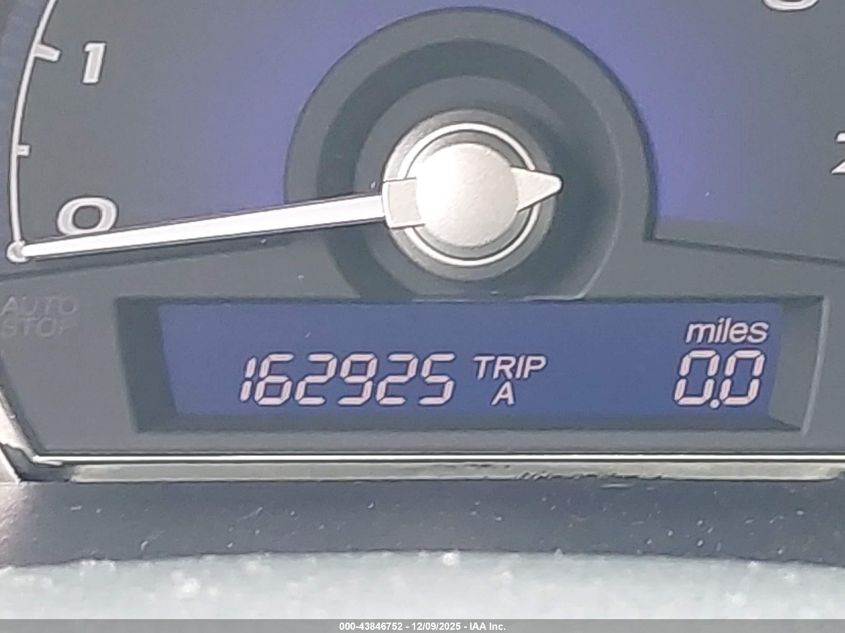 1
0
AUTO
STOP
miles
162925 TRIP A 0.0
000-43846752 - 12/09/2025 - IAA Inc.